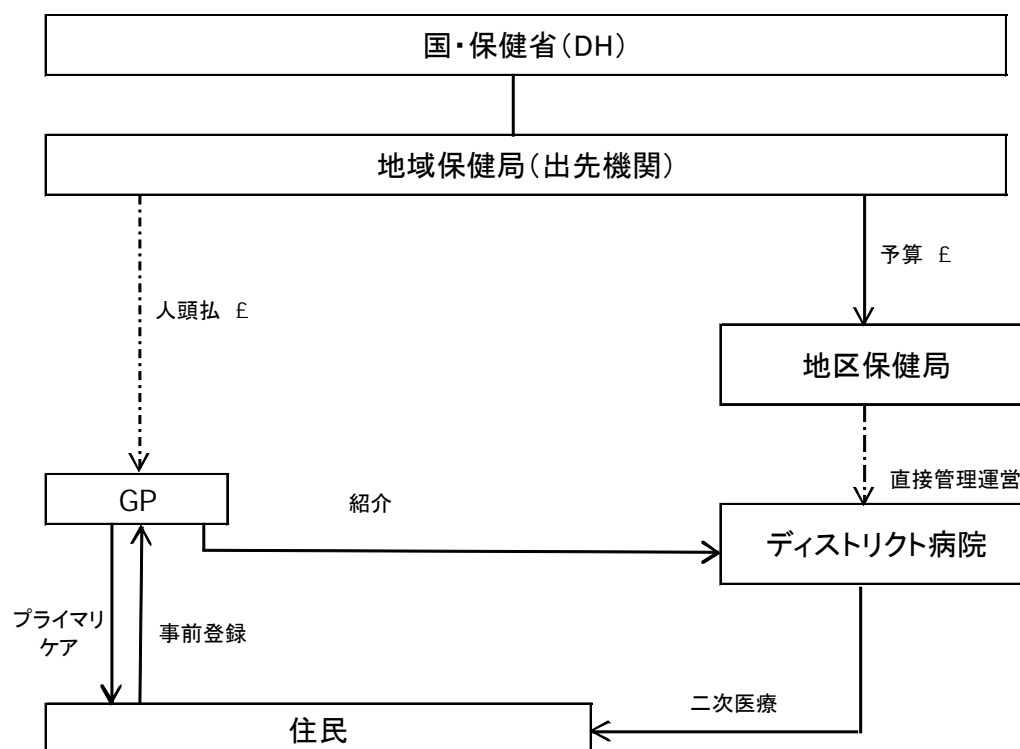 国・保健省(DH)
地域保健局(出先機関)
予算 £
人頭払 £
地区保健局
直接管理運営
GP
紹介
ディストリクト病院
プライマリ
ケア
事前登録
二次医療
住民